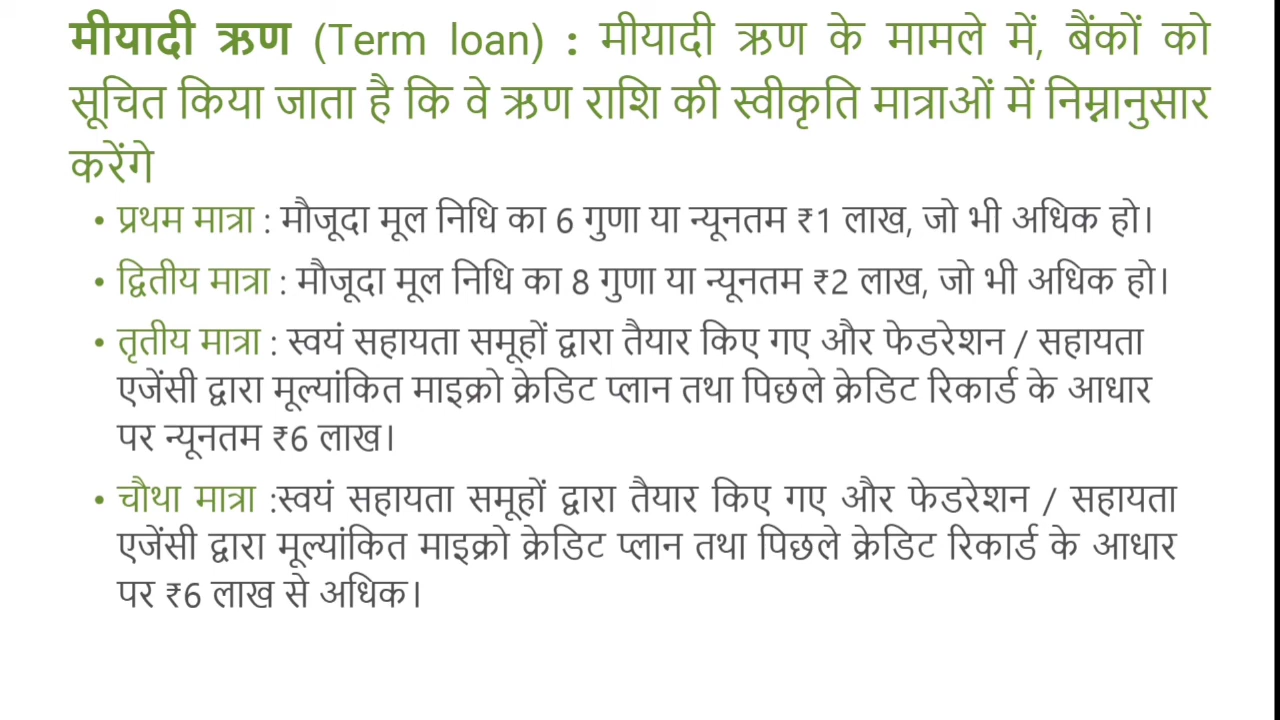 मीयादी ऋण (Term loan) : मीयादी ऋण के मामले में, बैंकों को
सूचित किया जाता है कि वे ऋण राशि की स्वीकृति मात्राओं में निम्नानुसार
करेंगे
• प्रथम मात्रा : मौजूदा मूल निधि का 6 गुणा या न्यूनतम ₹1 लाख, जो भी अधिक हो।
• द्वितीय मात्रा : मौजूदा मूल निधि का 8 गुणा या न्यूनतम ₹2 लाख, जो भी अधिक हो।
• तृतीय मात्रा : स्वयं सहायता समूहों द्वारा तैयार किए गए और फेडरेशन / सहायता
एजेंसी द्वारा मूल्यांकित माइक्रो क्रेडिट प्लान तथा पिछले क्रेडिट रिकार्ड के आधार
पर न्यूनतम ₹6 लाख।
• चौथा मात्रा :स्वयं सहायता समूहों द्वारा तैयार किए गए और फेडरेशन / सहायता
एजेंसी द्वारा मूल्यांकित माइक्रो क्रेडिट प्लान तथा पिछले क्रेडिट रिकार्ड के आधार
पर ₹6 लाख से अधिक।